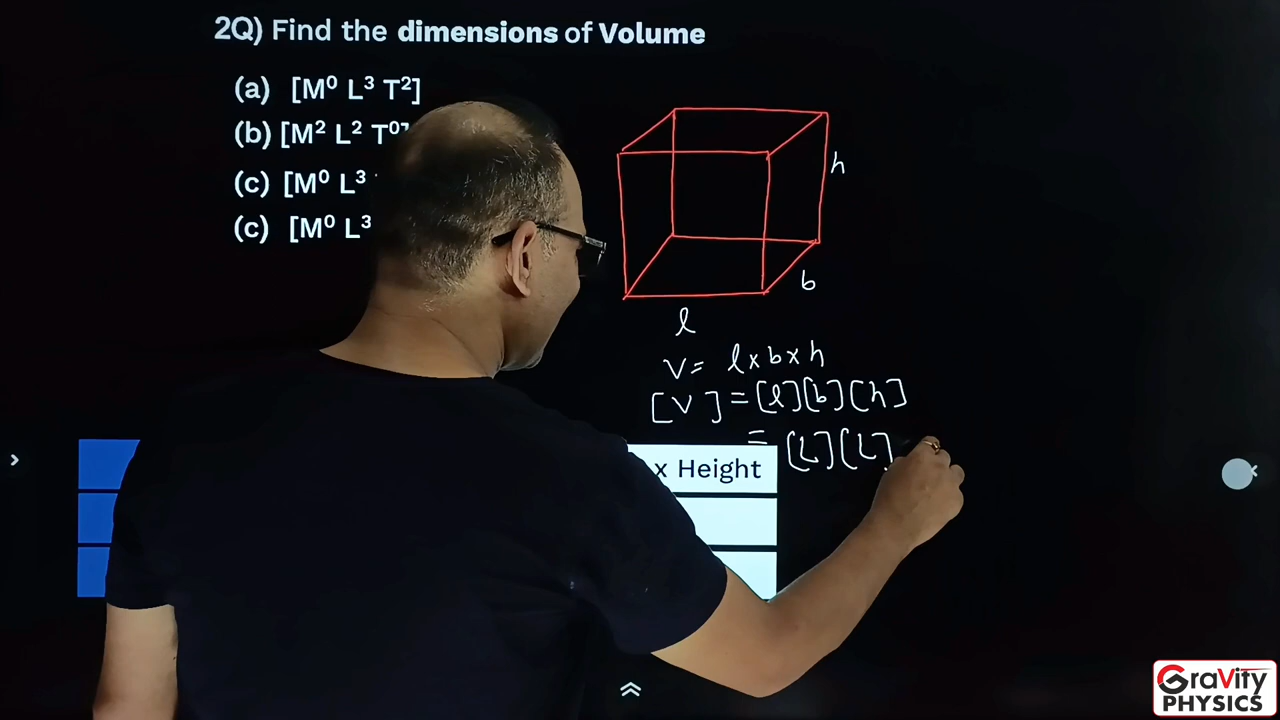 2Q) Find the dimensions of Volume
(a) [M⁰ L³ T²]
(b) [M² L² T⁰]
(c) [M⁰ L³
(c) [M⁰ L³
h
b
l
V = l x b x h
[V] = [l][b][h]
= [L][L]
x Height
GraVity
PHYSICS